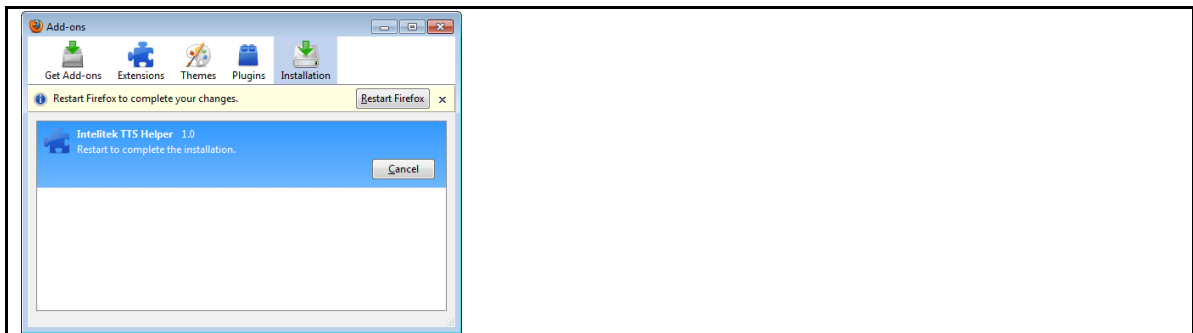 Add-ons
Get Add-ons Extensions Themes Plugins Installation
Restart Firefox to complete your changes. Restart Firefox
Intelitek TTS Helper 1.0
Restart to complete the installation.
Cancel